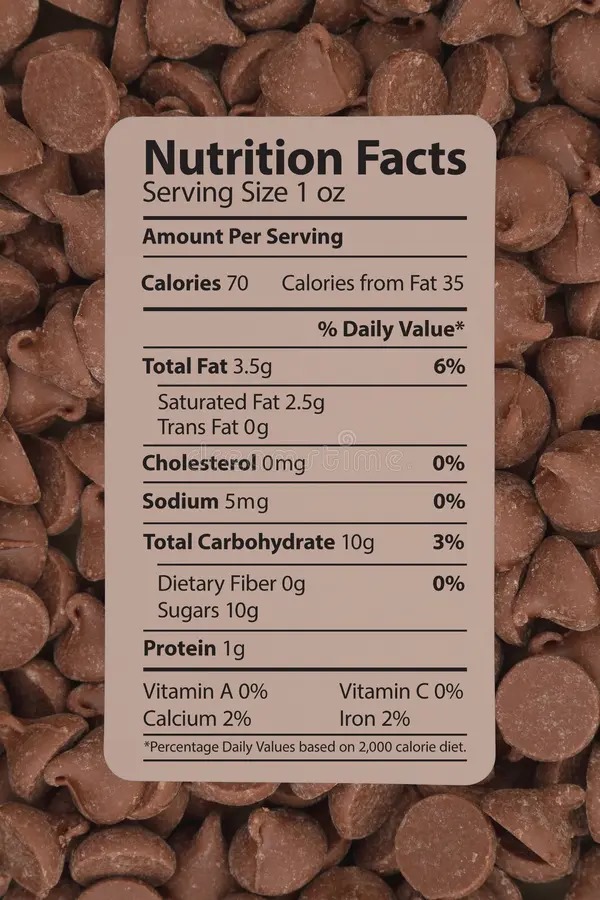 Nutrition Facts
Serving Size 1 oz
Amount Per Serving
Calories 70 Calories from Fat 35
% Daily Value*
Total Fat 3.5g 6%
Saturated Fat 2.5g
Trans Fat 0g
Cholesterol 0mg 0%
Sodium 5mg 0%
Total Carbohydrate 10g 3%
Dietary Fiber 0g 0%
Sugars 10g
Protein 1g
Vitamin A 0% Vitamin C 0%
Calcium 2% Iron 2%
*Percentage Daily Values based on 2,000 calorie diet.
dreamstime.